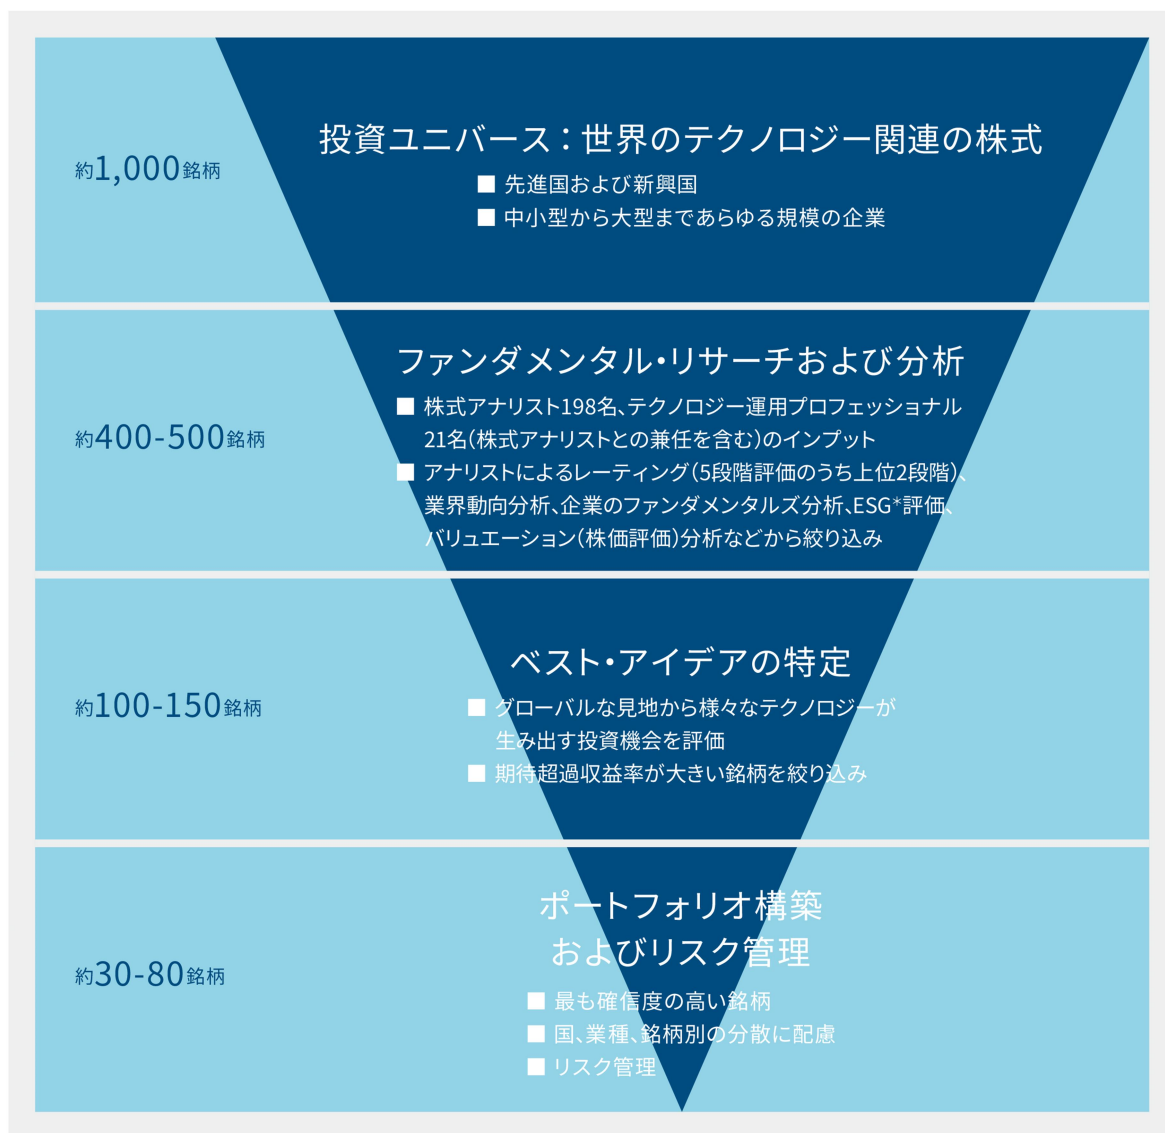 約1,000銘柄
投資ユニバース：世界のテクノロジー関連の株式
■ 先進国および新興国
■ 中小型から大型まであらゆる規模の企業
約400-500銘柄
ファンダメンタル・リサーチおよび分析
■ 株式アナリスト198名、テクノロジー運用プロフェッショナル
21名（株式アナリストとの兼任を含む）のインプット
■ アナリストによるレーティング（5段階評価のうち上位2段階）、
業界動向分析、企業のファンダメンタルズ分析、ESG*評価、
バリュエーション（株価評価）分析などから絞り込み
約100-150銘柄
ベスト・アイデアの特定
■ グローバルな見地から様々なテクノロジーが
生み出す投資機会を評価
■ 期待超過収益率が大きい銘柄を絞り込み
約30-80銘柄
ポートフォリオ構築
およびリスク管理
■ 最も確信度の高い銘柄
■ 国、業種、銘柄別の分散に配慮
■ リスク管理